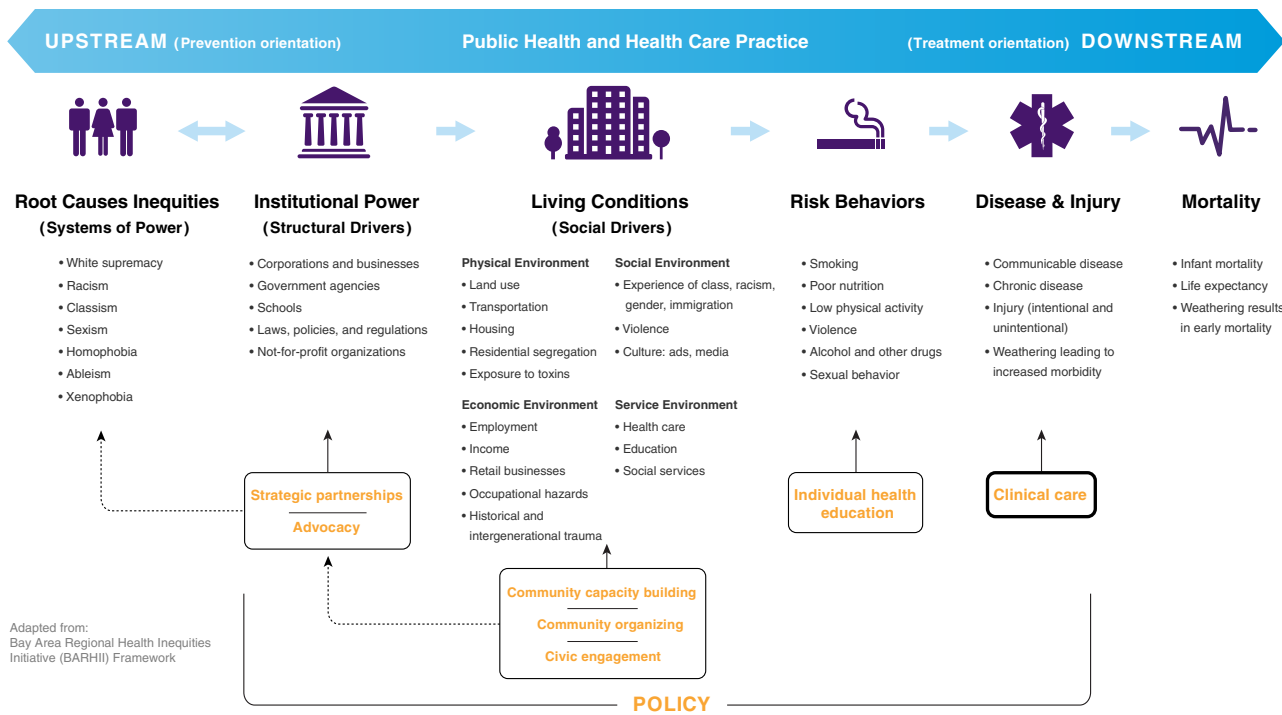 UPSTREAM (Prevention orientation)
Public Health and Health Care Practice
(Treatment orientation) DOWNSTREAM
Root Causes Inequities
(Systems of Power)
• White supremacy
• Racism
• Classism
• Sexism
• Homophobia
• Ableism
• Xenophobia
Institutional Power
(Structural Drivers)
• Corporations and businesses
• Government agencies
• Schools
• Laws, policies, and regulations
• Not-for-profit organizations
Strategic partnerships
Advocacy
Living Conditions
(Social Drivers)
Physical Environment
• Land use
• Transportation
• Housing
• Residential segregation
• Exposure to toxins
Social Environment
• Experience of class, racism,
gender, immigration
• Violence
• Culture: ads, media
Economic Environment
• Employment
• Income
• Retail businesses
• Occupational hazards
• Historical and
intergenerational trauma
Service Environment
• Health care
• Education
• Social services
Community capacity building
Community organizing
Civic engagement
Risk Behaviors
• Smoking
• Poor nutrition
• Low physical activity
• Violence
• Alcohol and other drugs
• Sexual behavior
Individual health
education
Disease & Injury
• Communicable disease
• Chronic disease
• Injury (intentional and
unintentional)
• Weathering leading to
increased morbidity
Clinical care
Mortality
• Infant mortality
• Life expectancy
• Weathering results
in early mortality
Adapted from:
Bay Area Regional Health Inequities
Initiative (BARHII) Framework
POLICY